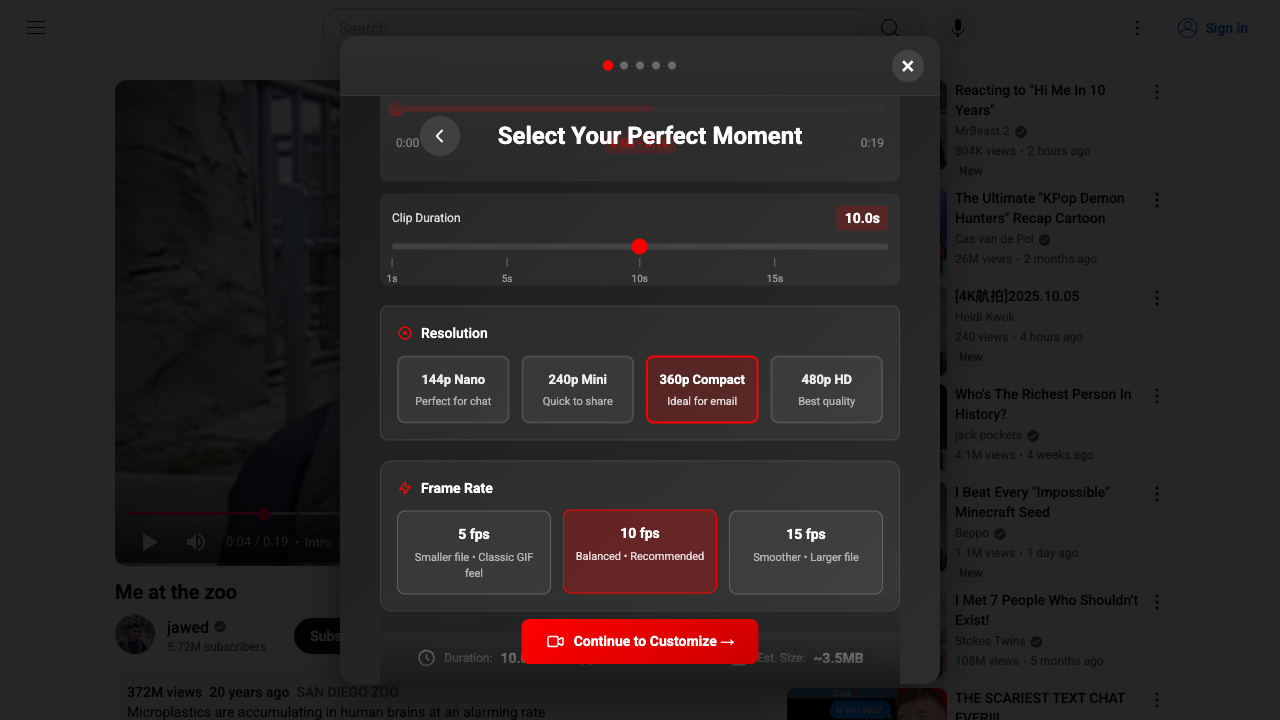 Search
Sign in
Select Your Perfect Moment
0:00
0:19
Clip Duration
10.0s
1s
5s
10s
15s
Resolution
144p Nano
Perfect for chat
240p Mini
Quick to share
360p Compact
Ideal for email
480p HD
Best quality
Frame Rate
5 fps
Smaller file • Classic GIF
feel
10 fps
Balanced • Recommended
15 fps
Smoother • Larger file
Continue to Customize →
Duration:
Est. Size: ~3.5MB
0:04 / 0:19 • Intro
Me at the zoo
jawed
5.72M subscribers
372M views 20 years ago SAN DIEGO ZOO
Microplastics are accumulating in human brains at an alarming rate
Reacting to "Hi Me In 10
Years"
MrBeast 2
804K views • 2 hours ago
New
The Ultimate "KPop Demon
Hunters" Recap Cartoon
Cas van de Pol
26M views • 2 months ago
[4K航拍]2025.10.05
Heidi Kwok
240 views • 4 hours ago
New
Who's The Richest Person In
History?
jack pockets
4.1M views • 4 weeks ago
I Beat Every "Impossible"
Minecraft Seed
Beppo
1.1M views • 1 day ago
New
I Met 7 People Who Shouldn't
Exist!
Stokes Twins
108M views • 5 months ago
Dad
is this you?
THE SCARIEST TEXT CHAT